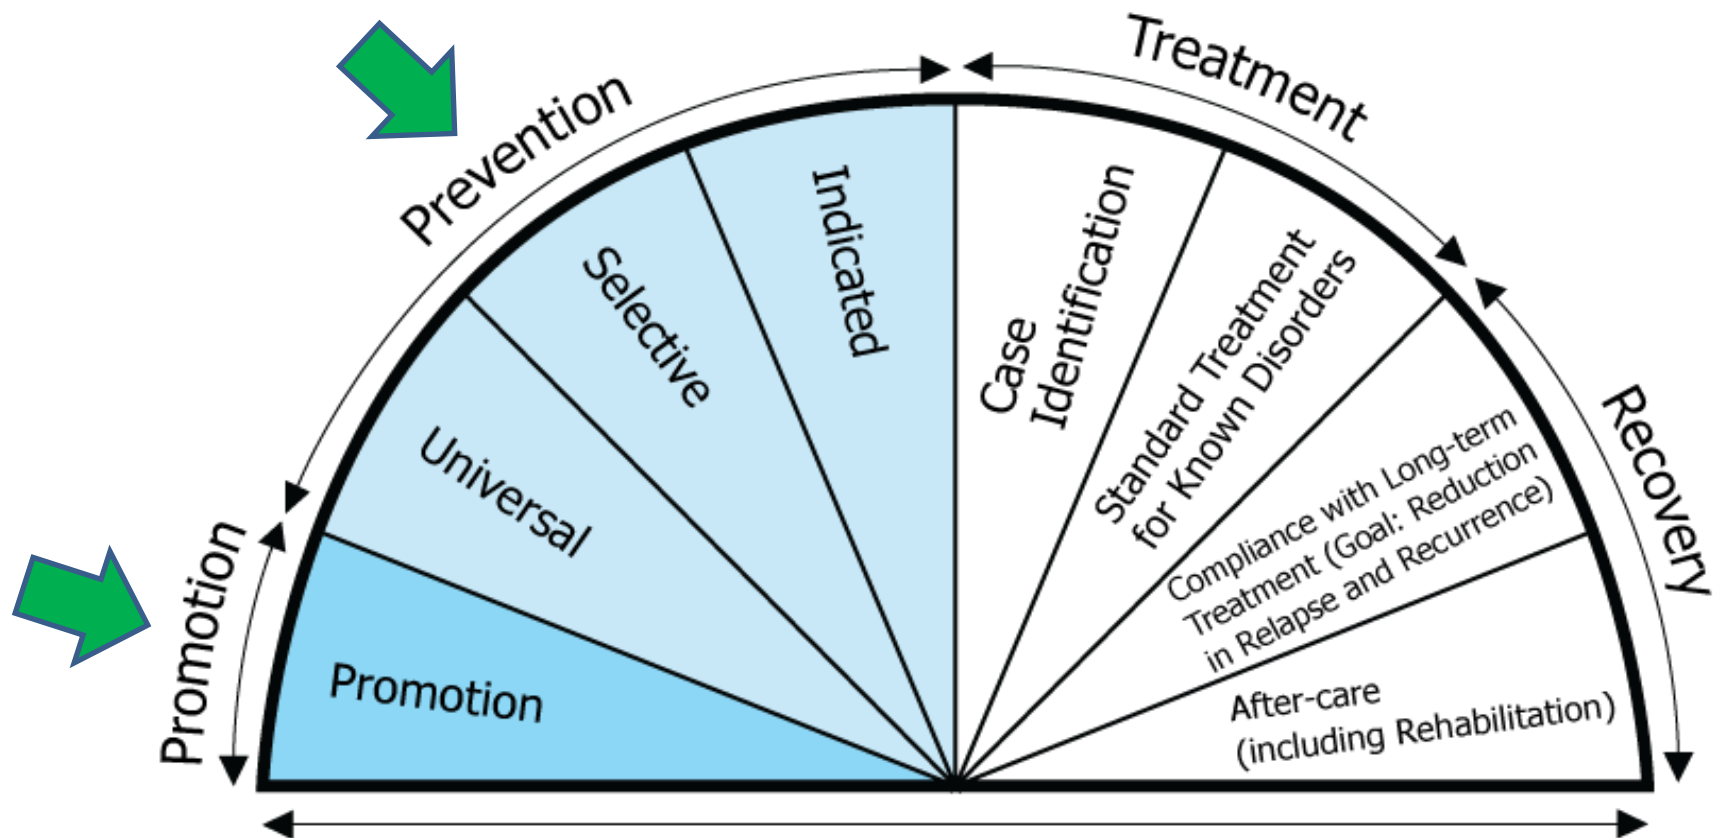 Promotion
Prevention
Treatment
Recovery
Promotion
Universal
Selective
Indicated
Case
Identification
Standard Treatment
for Known Disorders
Compliance with Long-term
Treatment (Goal: Reduction
in Relapse and Recurrence)
After-care
(including Rehabilitation)